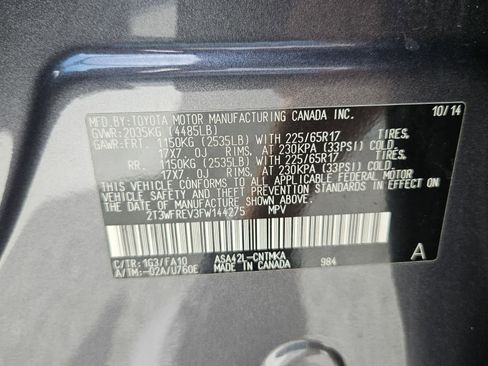 MFD.BY:TOYOTA MOTOR MANUFACTURING CANADA INC. 10/14
GVWR:2035KG (4485LB)
GAWR:FRT. 1150KG (2535LB) WITH 225/65R17 TIRES,
17X7 OJ RIMS, AT 230KPA (33PSI) COLD.
RR 1150KG (2535LB) WITH 225/65R17 TIRES,
17X7 OJ RIMS, AT 230KPA (33PSI) COLD.
THIS VEHICLE CONFORMS TO ALL APPLICABLE FEDERAL MOTOR
VEHICLE SAFETY AND THEFT PREVENTION STANDARDS IN EFFECT ON
THE DATE OF MANUFACTURE SHOWN ABOVE.
2T3WFREV3FW144275 MPV
C/TR:1G3/FA10 ASA42L-CNTMKA A
A/TM:-02A/U760E MADE IN CANADA 984